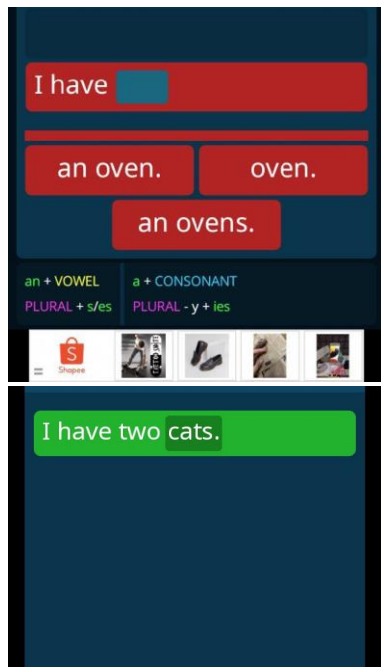 I have
an oven.
oven.
an ovens.
an + VOWEL
a + CONSONANT
PLURAL + s/es
PLURAL - y + ies
Shopee
I have two cats.